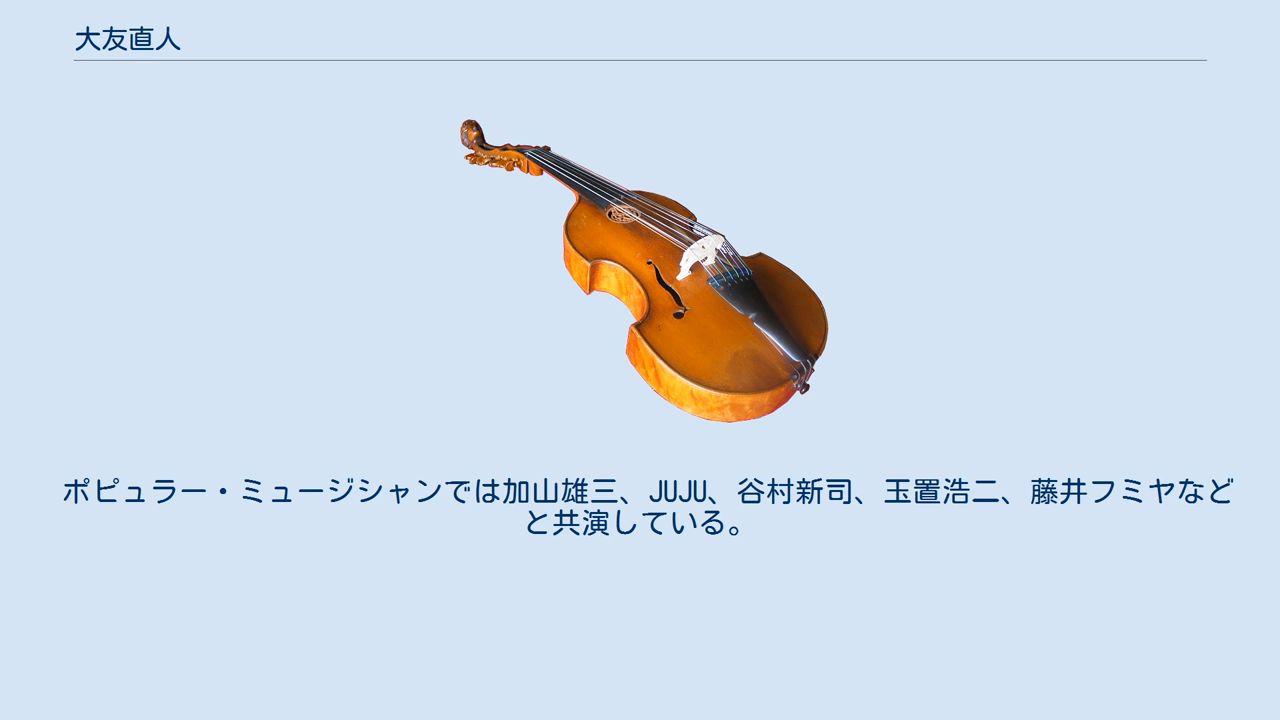 大友直人
ポピュラー・ミュージシャンでは加山雄三、JUJU、谷村新司、玉置浩二、藤井フミヤなど
と共演している。